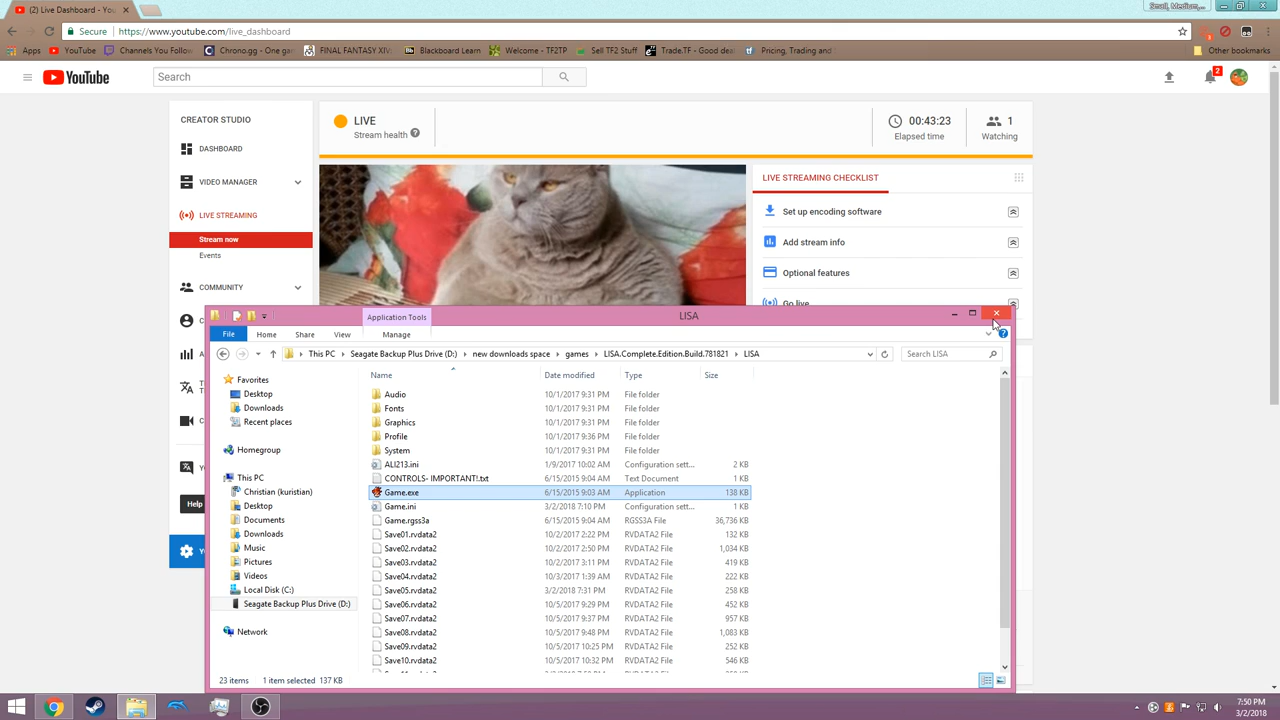 (2) Live Dashboard - You
Small, Medium,...
Secure
https://www.youtube.com/live_dashboard
Apps
YouTube
Channels You Follow
Chrono.gg - One gam
FINAL FANTASY XIV
Blackboard Learn
Welcome - TF2TP
Sell TF2 Stuff
Trade.TF - Good deal
Pricing, Trading and
Other bookmarks
YouTube
Search
2
CREATOR STUDIO
DASHBOARD
VIDEO MANAGER
LIVE STREAMING
Stream now
Events
COMMUNITY
C
A
T
C
Y
Help
LIVE
Stream health
00:43:23
Elapsed time
1
Watching
LIVE STREAMING CHECKLIST
Set up encoding software
Add stream info
Optional features
Go live
Application Tools
LISA
File
Home
Share
View
Manage
This PC
Seagate Backup Plus Drive (D:)
new downloads space
games
LISA.Complete.Edition.Build.781821
LISA
Search LISA
Name
Date modified
Type
Size
Favorites
Desktop
Downloads
Recent places
Homegroup
This PC
Christian (kuristian)
Desktop
Documents
Downloads
Music
Pictures
Videos
Local Disk (C:)
Seagate Backup Plus Drive (D:)
Network
Audio 10/1/2017 9:31 PM File folder
Fonts 10/1/2017 9:31 PM File folder
Graphics 10/1/2017 9:31 PM File folder
Profile 10/1/2017 9:36 PM File folder
System 10/1/2017 9:31 PM File folder
ALI213.ini 1/9/2017 10:02 AM Configuration sett... 2 KB
CONTROLS- IMPORTANT!.txt 6/15/2015 9:04 AM Text Document 1 KB
Game.exe 6/15/2015 9:03 AM Application 138 KB
Game.ini 3/2/2018 7:10 PM Configuration sett... 1 KB
Game.rgss3a 6/15/2015 9:04 AM RGSS3A File 36,736 KB
Save01.rvdata2 10/2/2017 2:22 PM RVDATA2 File 132 KB
Save02.rvdata2 10/2/2017 2:50 PM RVDATA2 File 1,034 KB
Save03.rvdata2 10/2/2017 3:11 PM RVDATA2 File 419 KB
Save04.rvdata2 10/3/2017 1:39 AM RVDATA2 File 222 KB
Save05.rvdata2 3/2/2018 7:31 PM RVDATA2 File 258 KB
Save06.rvdata2 10/5/2017 9:29 PM RVDATA2 File 452 KB
Save07.rvdata2 10/5/2017 9:37 PM RVDATA2 File 957 KB
Save08.rvdata2 10/5/2017 9:48 PM RVDATA2 File 1,083 KB
Save09.rvdata2 10/5/2017 10:25 PM RVDATA2 File 252 KB
Save10.rvdata2 10/5/2017 10:32 PM RVDATA2 File 546 KB
23 items
1 item selected 137 KB
7:50 PM
3/2/2018